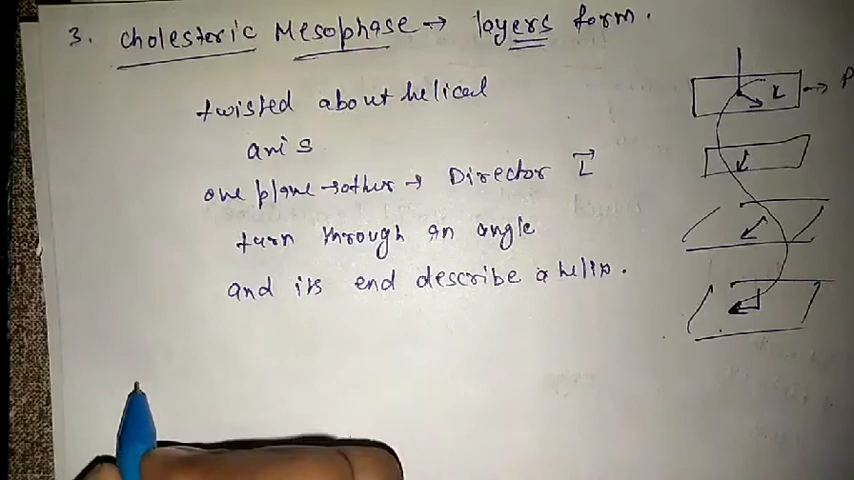 3. Cholesteric Mesophase → layers form.
twisted about helical
axis
one plane → other → Director L
turn through an angle
and its end describe a helix.
L
→ P